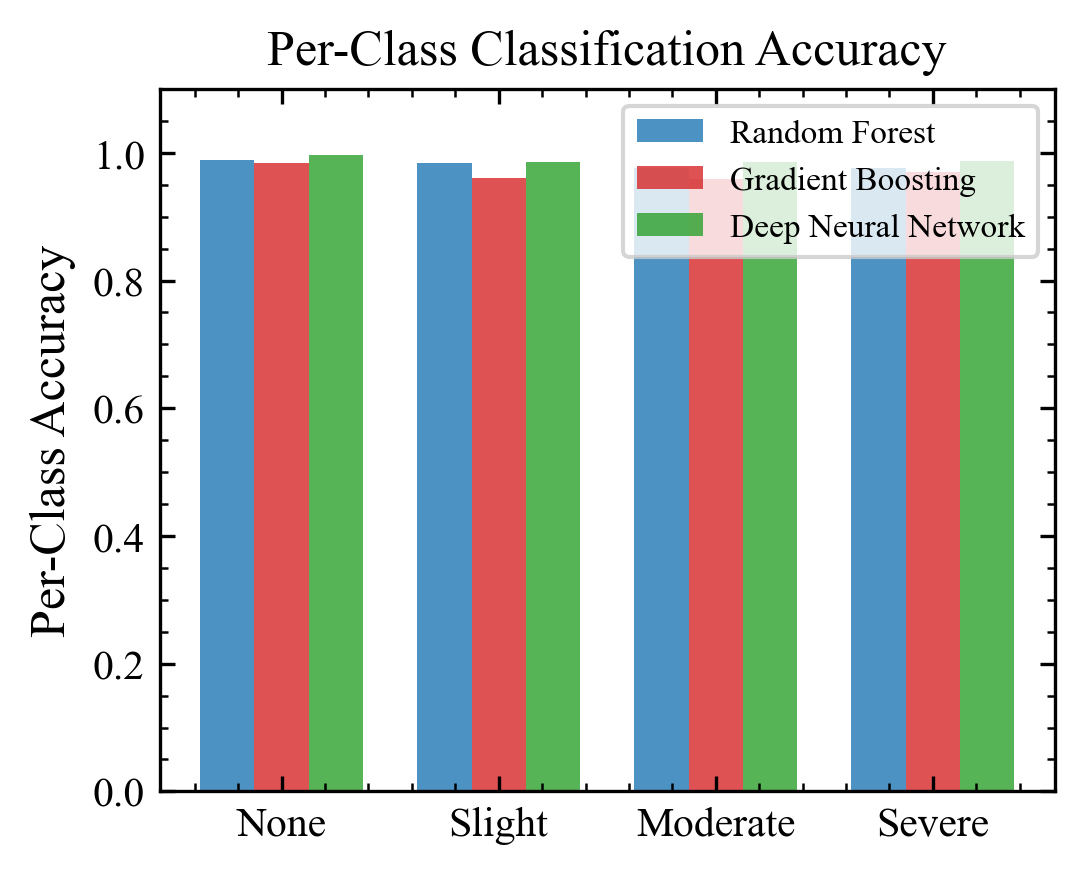 Per-Class Classification Accuracy
Per-Class Accuracy
1.0
0.8
0.6
0.4
0.2
0.0
Random Forest
Gradient Boosting
Deep Neural Network
None Slight Moderate Severe